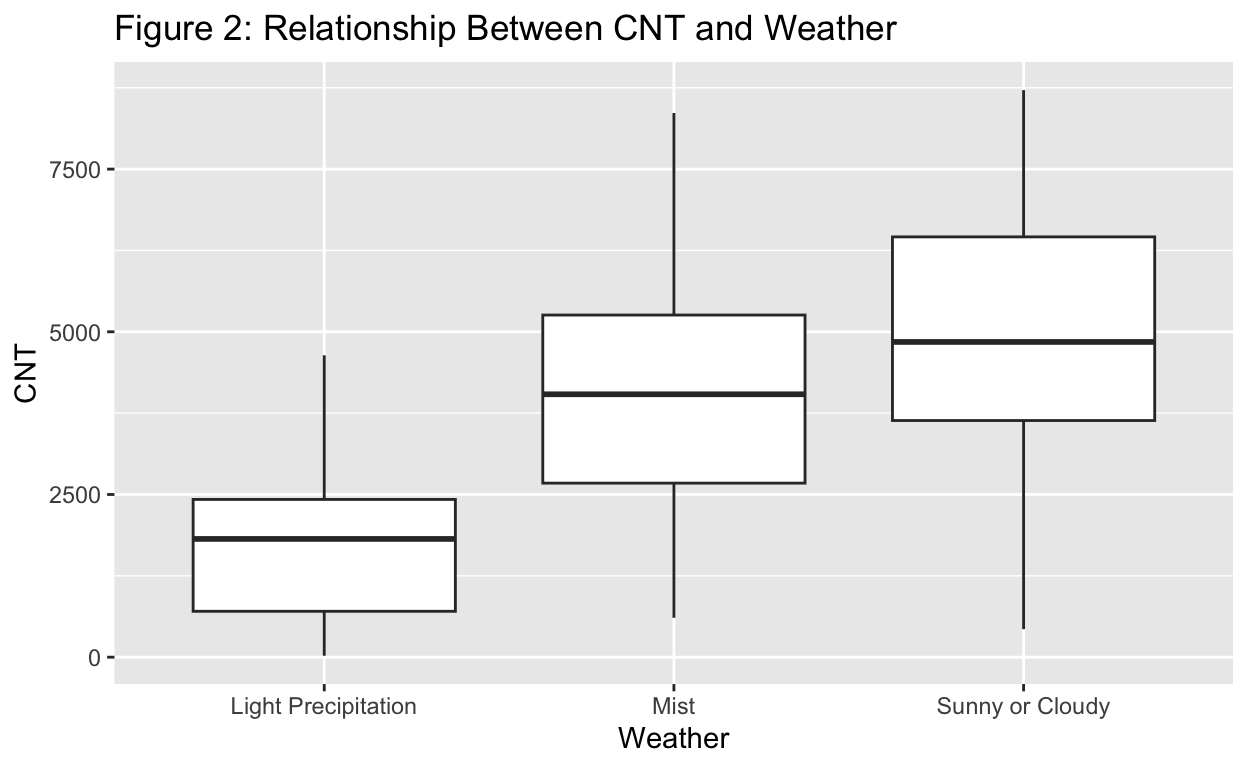 Figure 2: Relationship Between CNT and Weather
CNT
7500
5000
2500
0
Light Precipitation
Mist
Sunny or Cloudy
Weather